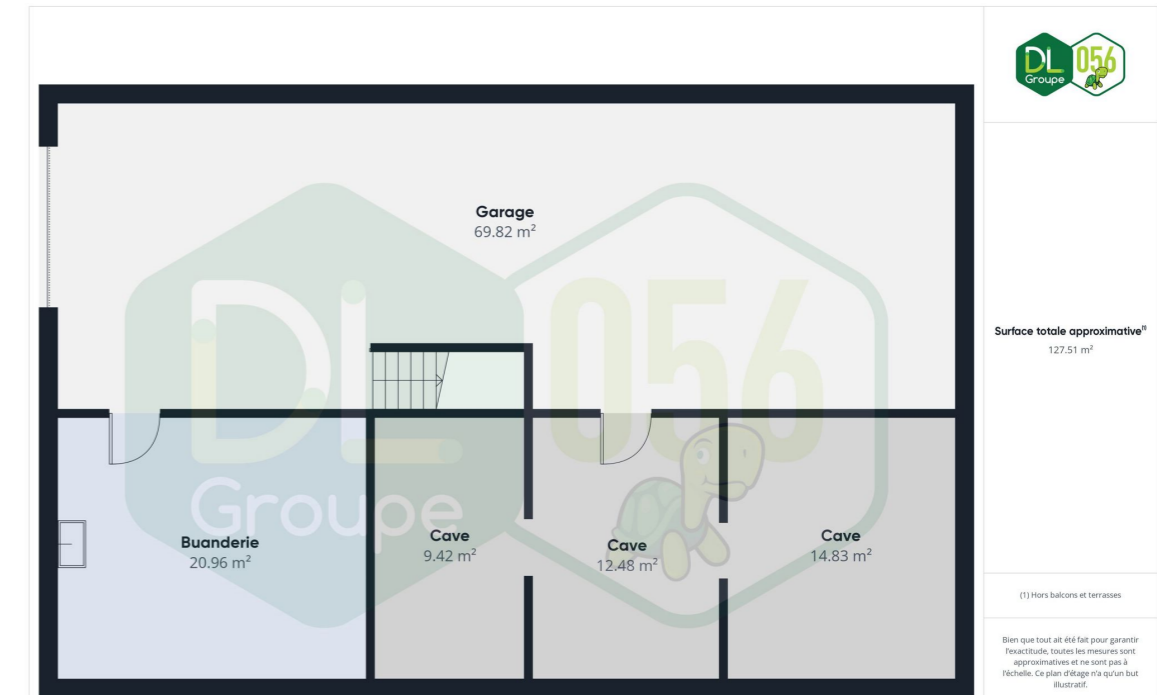 DL 056
Groupe
Garage
69.82 m²
DL 056
Groupe
Buanderie
20.96 m²
Cave
9.42 m²
Cave
12.48 m²
Cave
14.83 m²
Surface totale approximative⁽¹⁾
127.51 m²
(1) Hors balcons et terrasses
Bien que tout ait été fait pour garantir
l'exactitude, toutes les mesures sont
approximatives et ne sont pas à
l'échelle. Ce plan d'étage n'a qu'un but
illustratif.